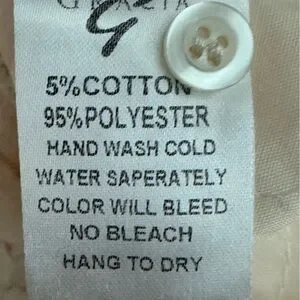 5%COTTON
95%POLYESTER
HAND WASH COLD
WATER SAPERATELY
COLOR WILL BLEED
NO BLEACH
HANG TO DRY